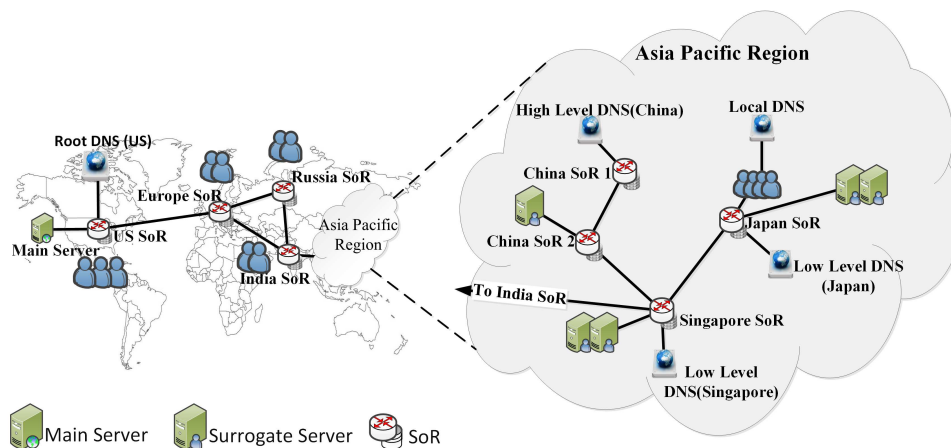 Asia Pacific Region
High Level DNS(China)
Local DNS
Root DNS (US)
China SoR 1
Russia SoR
Europe SoR
Asia Pacific
Region
Main Server
US SoR
India SoR
China SoR 2
Japan SoR
Low Level DNS
(Japan)
To India SoR
Singapore SoR
Low Level
DNS(Singapore)
Main Server
Surrogate Server
SoR